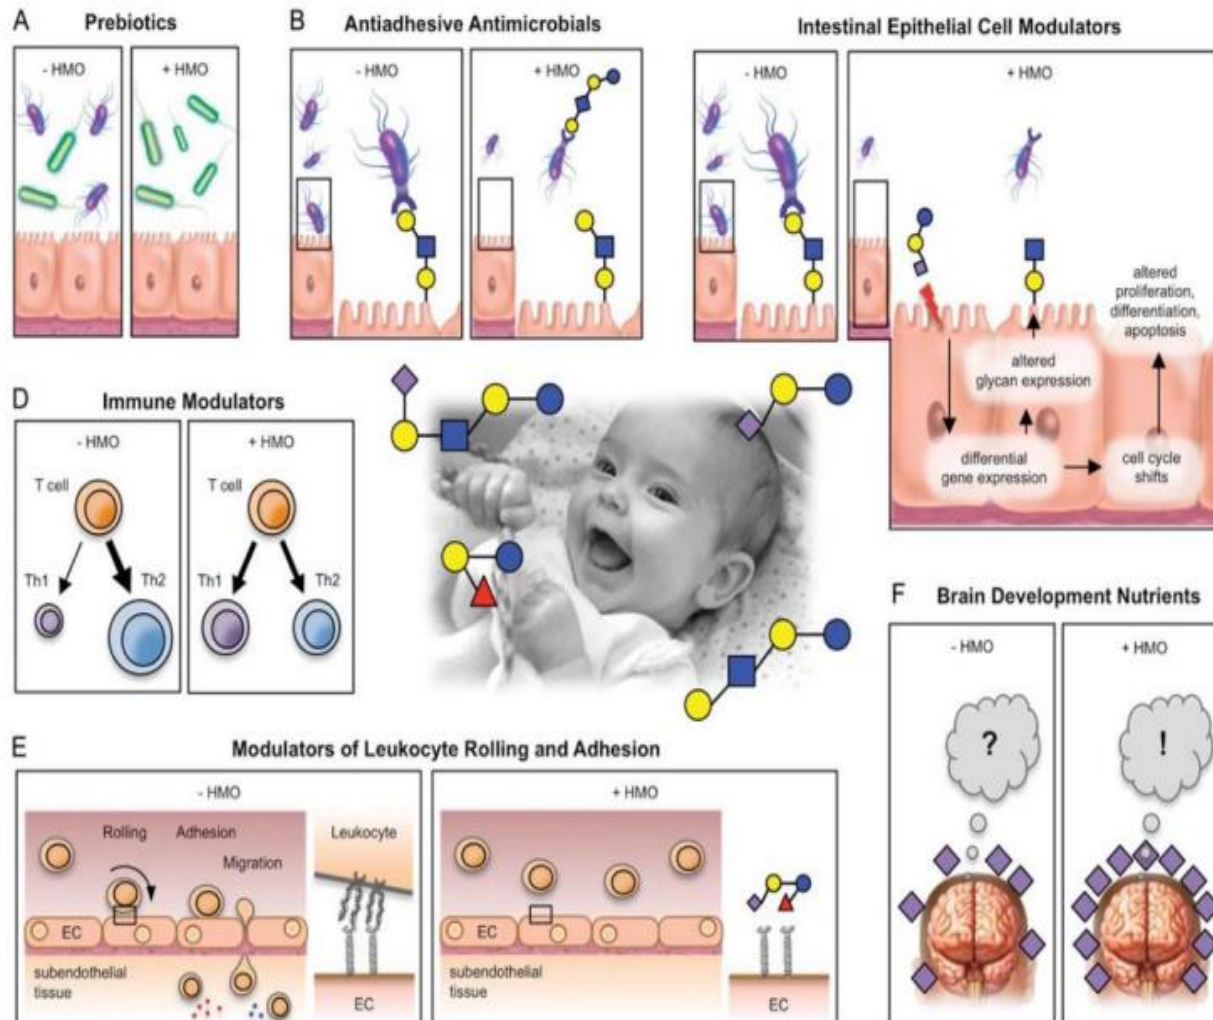 A
Prebiotics
- HMO
+ HMO
B
Antiadhesive Antimicrobials
- HMO
+ HMO
Intestinal Epithelial Cell Modulators
- HMO
+ HMO
altered
proliferation,
differentiation,
apoptosis
altered
glycan expression
differential
gene expression
cell cycle
shifts
D
Immune Modulators
- HMO
T cell
Th1
Th2
+ HMO
T cell
Th1
Th2
E
Modulators of Leukocyte Rolling and Adhesion
- HMO
Rolling
Adhesion
Migration
EC
subendothelial
tissue
Leukocyte
EC
+ HMO
EC
subendothelial
tissue
EC
F
Brain Development Nutrients
- HMO
?
+ HMO
!